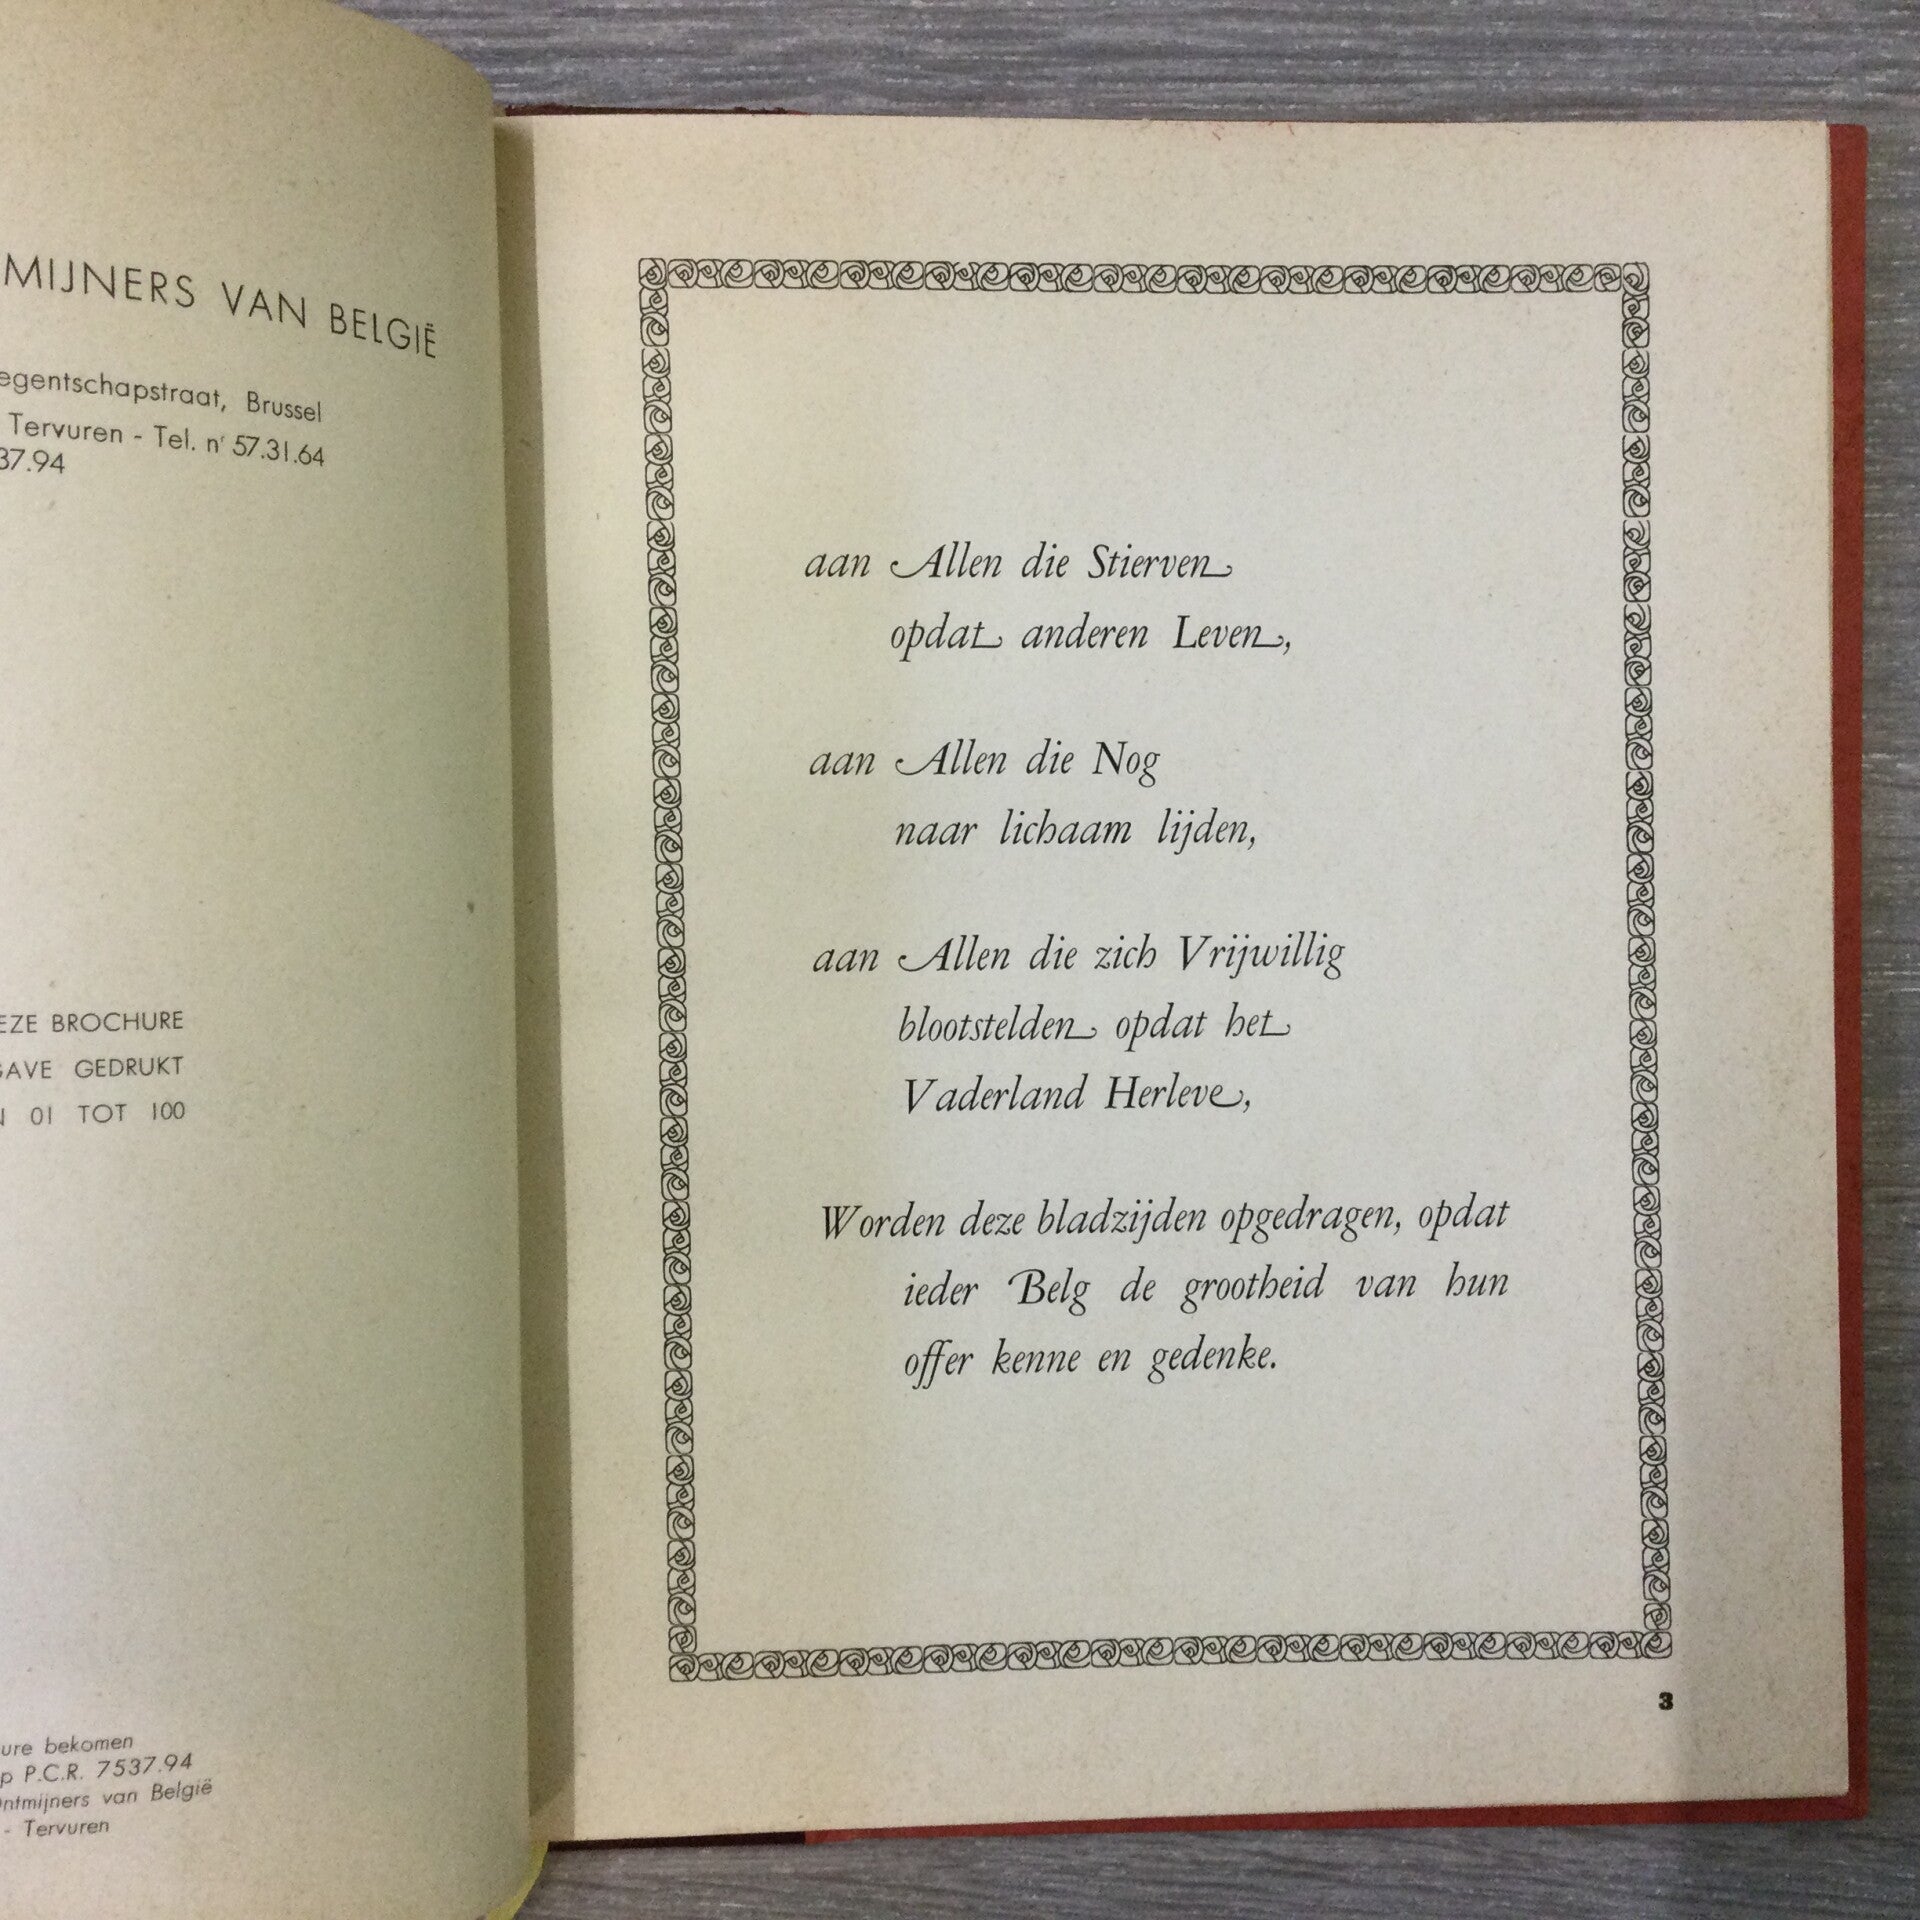 MIJNERS VAN BELGIË
egentschapstraat, Brussel
Tervuren - Tel. nr 57.31.64
37.94
EZE BROCHURE
GAVE GEDRUKT
01 TOT 100
ure bekomen
p P.C.R. 7537.94
Ontmijners van België
- Tervuren
aan Allen die Stierven
opdat anderen Leven,
aan Allen die Nog
naar lichaam lijden,
aan Allen die zich Vrijwillig
blootstelden opdat het
Vaderland Herleve,
Worden deze bladzijden opgedragen, opdat
ieder Belg de grootheid van hun
offer kenne en gedenke.
3